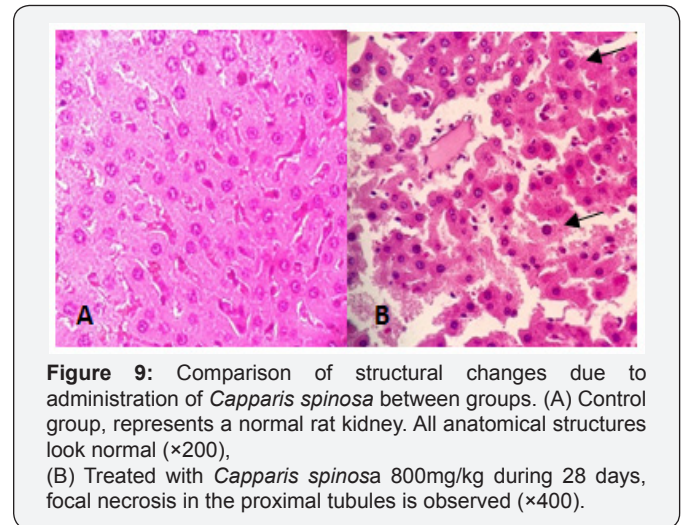 A B
Figure 9: Comparison of structural changes due to
administration of Capparis spinosa between groups. (A) Control
group, represents a normal rat kidney. All anatomical structures
look normal (×200),
(B) Treated with Capparis spinosa 800mg/kg during 28 days,
focal necrosis in the proximal tubules is observed (×400).